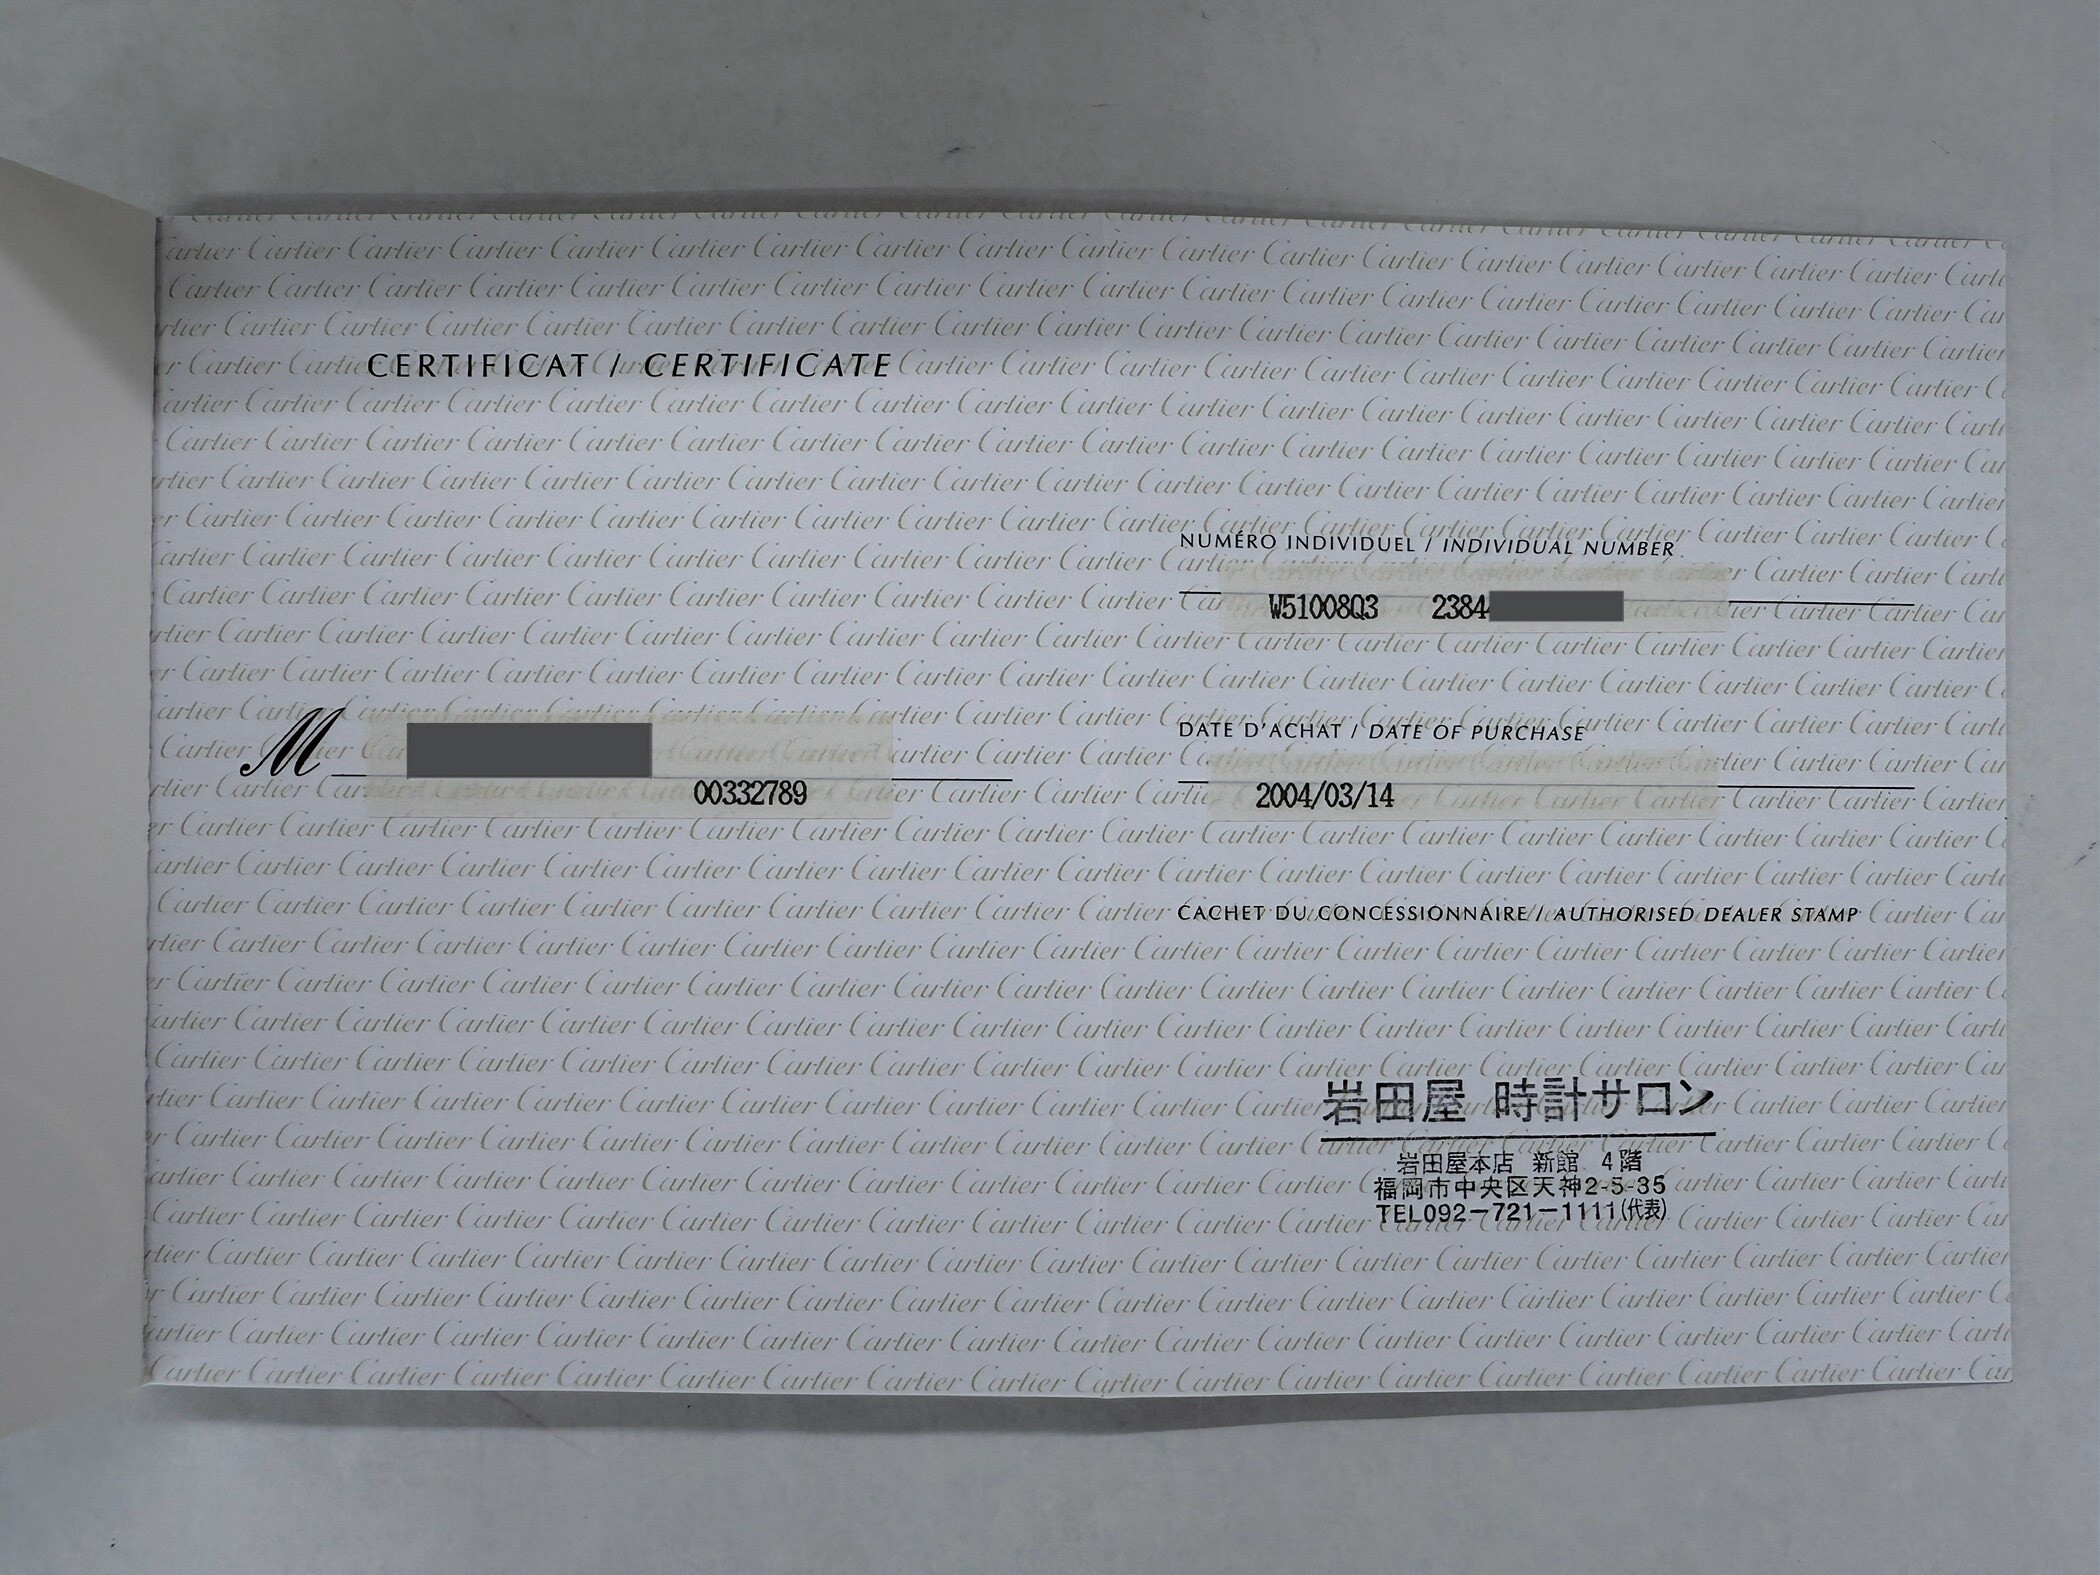 CERTIFICAT / CERTIFICATE
NUMÉRO INDIVIDUEL / INDIVIDUAL NUMBER
W51008Q3 2384
M
00332789
DATE D'ACHAT / DATE OF PURCHASE
2004/03/14
CACHET DU CONCESSIONNAIRE / AUTHORISED DEALER STAMP
岩田屋 時計サロン
岩田屋本店 新館 4階
福岡市中央区天神2-5-35
TEL092-721-1111(代表)